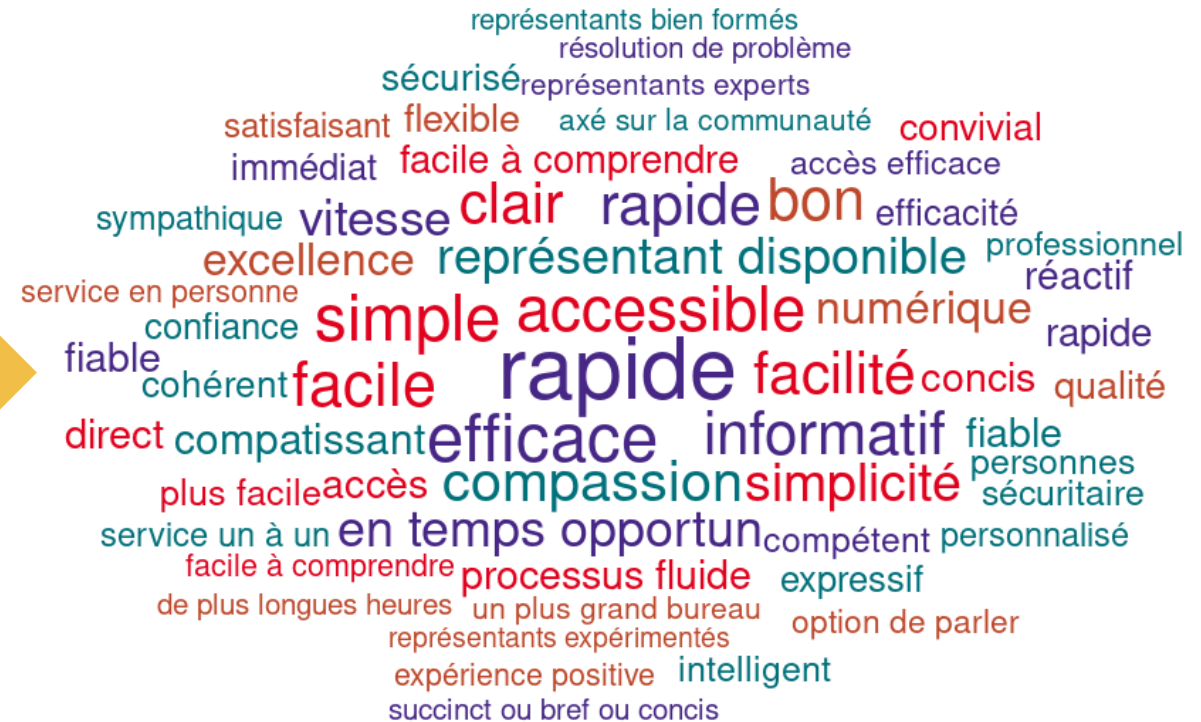 représentants bien formés
résolution de problème
sécurisé représentants experts
satisfaisant flexible axé sur la communauté convivial
immédiat facile à comprendre accès efficace
sympathique vitesse clair rapide bon efficacité
excellence représentant disponible professionnel
réactif
service en personne simple accessible numérique
confiance rapide
fiable rapide facilité concis qualité
cohérent facile
direct compatissant efficace informatif fiable
personnes
plus facile accès compassion simplicité sécuritaire
service un à un en temps opportun compétent personnalisé
facile à comprendre processus fluide expressif
de plus longues heures un plus grand bureau option de parler
représentants expérimentés
expérience positive intelligent
succinct ou bref ou concis